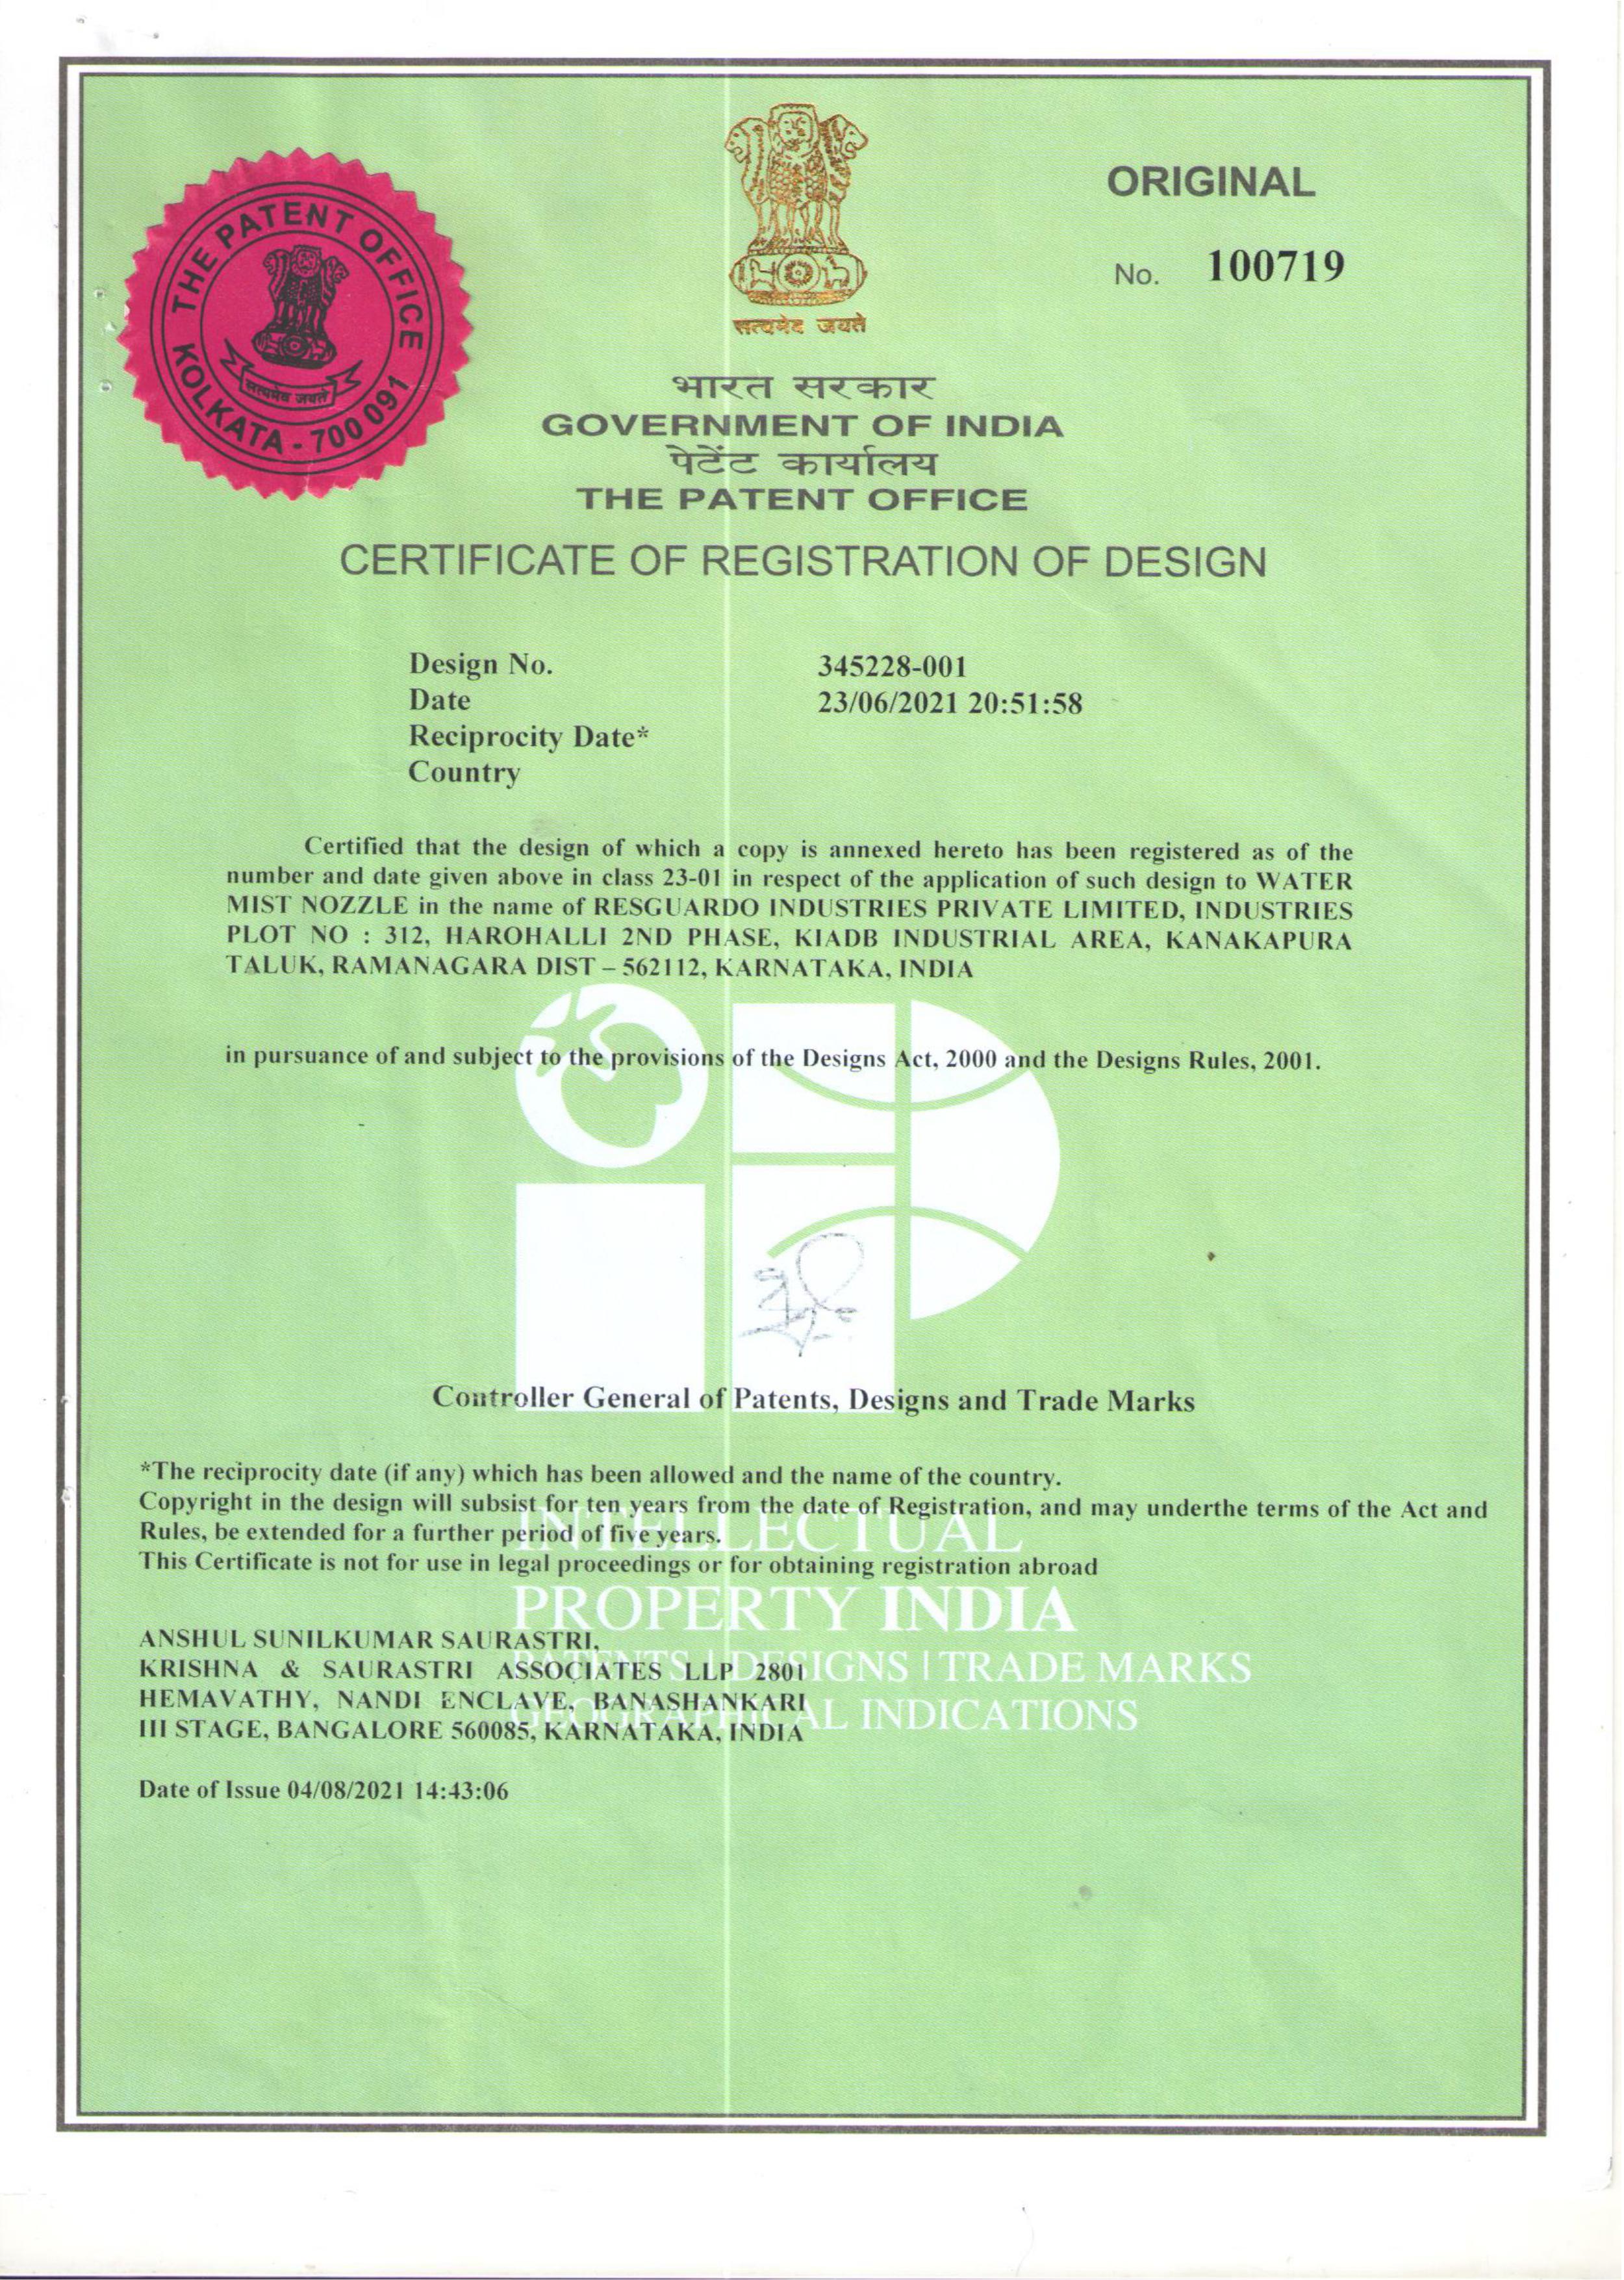 THE PATENT OFFICE
KOLKATA - 700 091
सत्यमेव जयते
सत्यमेव जयते
ORIGINAL
No. 100719
भारत सरकार
GOVERNMENT OF INDIA
पेटेंट कार्यालय
THE PATENT OFFICE
CERTIFICATE OF REGISTRATION OF DESIGN
Design No. 345228-001
Date 23/06/2021 20:51:58
Reciprocity Date*
Country
Certified that the design of which a copy is annexed hereto has been registered as of the
number and date given above in class 23-01 in respect of the application of such design to WATER
MIST NOZZLE in the name of RESGUARDO INDUSTRIES PRIVATE LIMITED, INDUSTRIES
PLOT NO : 312, HAROHALLI 2ND PHASE, KIADB INDUSTRIAL AREA, KANAKAPURA
TALUK, RAMANAGARA DIST – 562112, KARNATAKA, INDIA
in pursuance of and subject to the provisions of the Designs Act, 2000 and the Designs Rules, 2001.
Controller General of Patents, Designs and Trade Marks
*The reciprocity date (if any) which has been allowed and the name of the country.
Copyright in the design will subsist for ten years from the date of Registration, and may underthe terms of the Act and
Rules, be extended for a further period of five years.
This Certificate is not for use in legal proceedings or for obtaining registration abroad
INTELLECTUAL
PROPERTY INDIA
PATENTS | DESIGNS | TRADE MARKS
GEOGRAPHICAL INDICATIONS
ANSHUL SUNILKUMAR SAURASTRI,
KRISHNA & SAURASTRI ASSOCIATES LLP 2801
HEMAVATHY, NANDI ENCLAVE, BANASHANKARI
III STAGE, BANGALORE 560085, KARNATAKA, INDIA
Date of Issue 04/08/2021 14:43:06